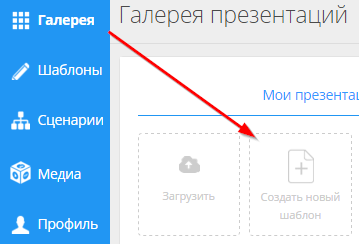 Галерея
Шаблоны
Сценарии
Медиа
Профиль
Галерея презентаций
Мои презентац
Загрузить
Создать новый
шаблон